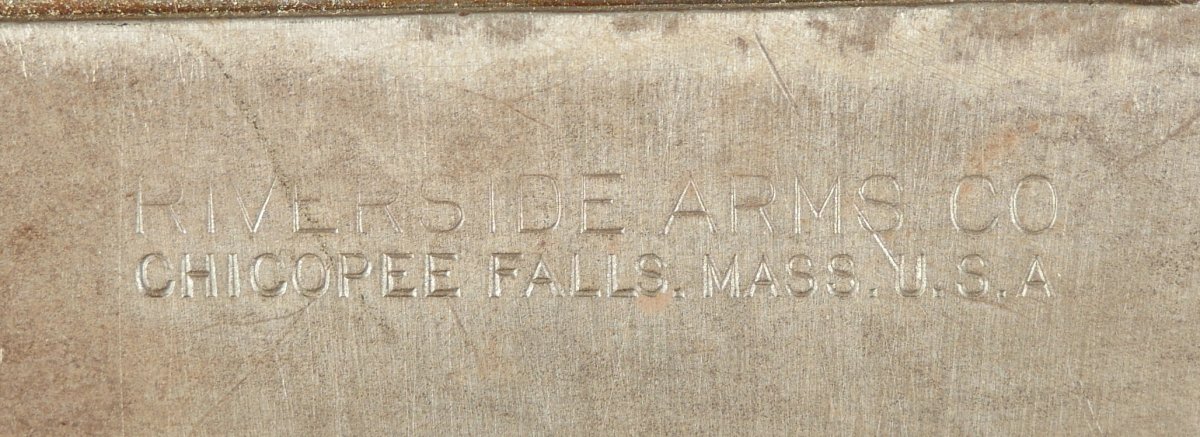 RIVERSIDE ARMS CO
CHICOPEE FALLS. MASS. U.S.A